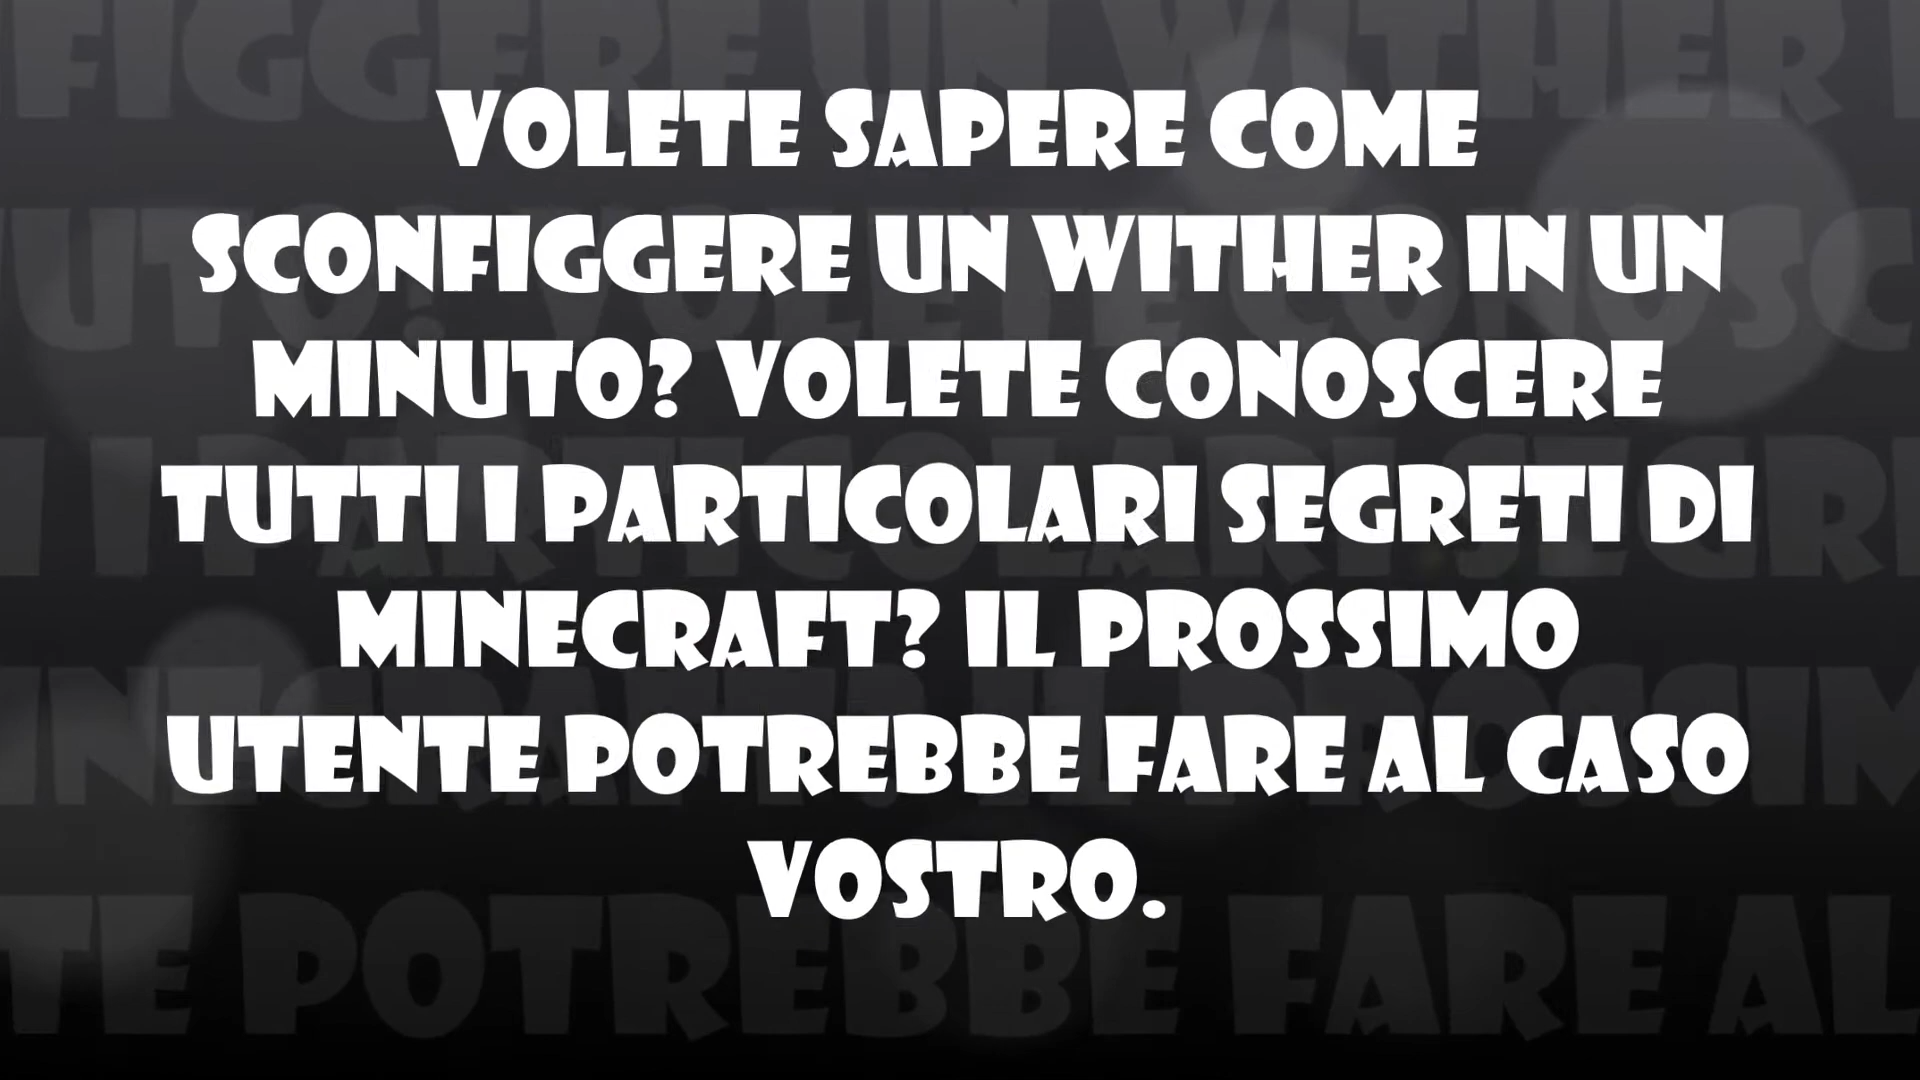 VOLETE SAPERE COME
SCONFIGGERE UN WITHER IN UN
MINUTO? VOLETE CONOSCERE
TUTTI I PARTICOLARI SEGRETI DI
MINECRAFT? IL PROSSIMO
UTENTE POTREBBE FARE AL CASO
VOSTRO.